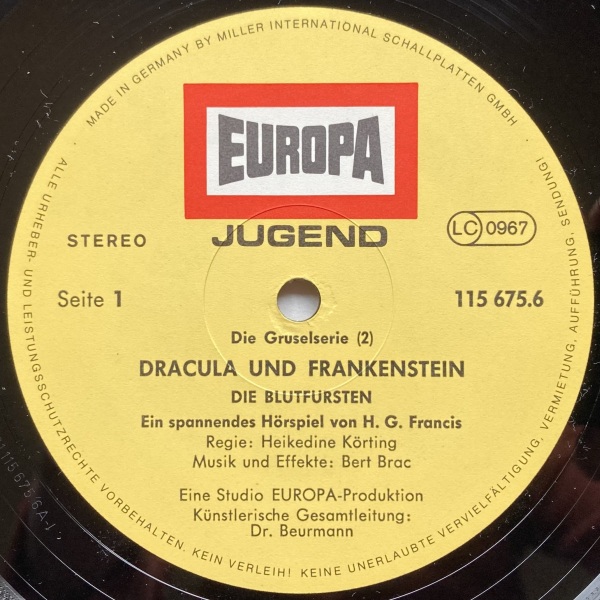 MADE IN GERMANY BY MILLER INTERNATIONAL SCHALLPLATTEN GMBH
EUROPA
JUGEND
STEREO
LC 0967
Seite 1
115 675.6
Die Gruselserie (2)
DRACULA UND FRANKENSTEIN
DIE BLUTFÜRSTEN
Ein spannendes Hörspiel von H. G. Francis
Regie: Heikedine Körting
Musik und Effekte: Bert Brac
Eine Studio EUROPA-Produktion
Künstlerische Gesamtleitung:
Dr. Beurmann
ALLE URHEBER- UND LEISTUNGSSCHUTZRECHTE VORBEHALTEN. KEIN VERLEIH! KEINE UNERLAUBTE VERVIELFÄLTIGUNG, VERMIETUNG, AUFFÜHRUNG, SENDUNG!